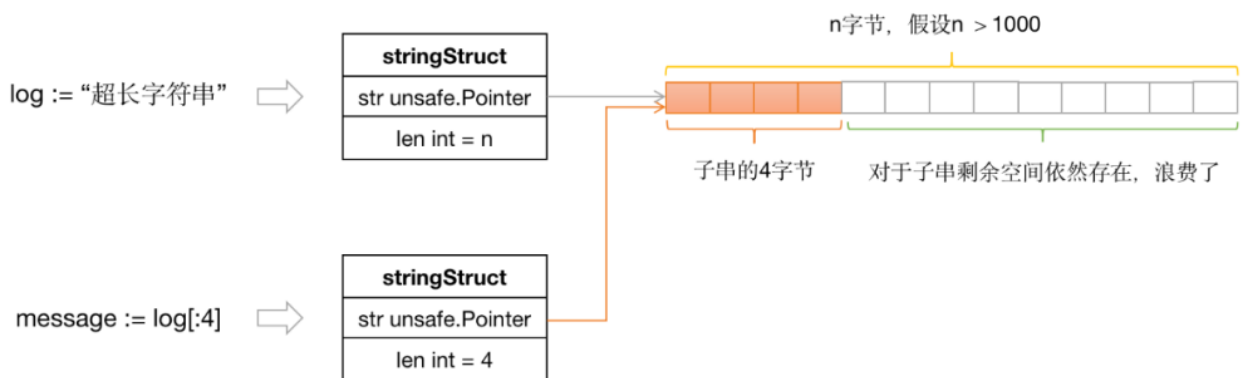 n字节，假设n > 1000
stringStruct
log := “超长字符串”
str unsafe.Pointer
len int = n
子串的4字节
对于子串剩余空间依然存在，浪费了
stringStruct
message := log[:4]
str unsafe.Pointer
len int = 4